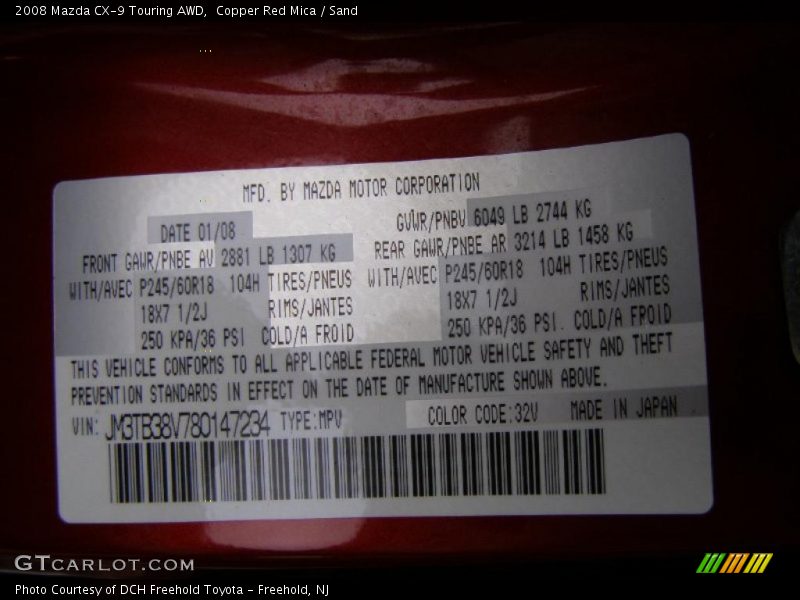 2008 Mazda CX-9 Touring AWD,  Copper Red Mica / Sand
MFD. BY MAZDA MOTOR CORPORATION
DATE 01/08 GVWR/PNBV 6049 LB 2744 KG
FRONT GAWR/PNBE AV 2881 LB 1307 KG REAR GAWR/PNBE AR 3214 LB 1458 KG
WITH/AVEC P245/60R18 104H TIRES/PNEUS WITH/AVEC P245/60R18 104H TIRES/PNEUS
18X7 1/2J RIMS/JANTES 18X7 1/2J RIMS/JANTES
250 KPA/36 PSI COLD/A FROID 250 KPA/36 PSI. COLD/A FROID
THIS VEHICLE CONFORMS TO ALL APPLICABLE FEDERAL MOTOR VEHICLE SAFETY AND THEFT
PREVENTION STANDARDS IN EFFECT ON THE DATE OF MANUFACTURE SHOWN ABOVE.
VIN: JM3TB38V780147234 TYPE:MPV COLOR CODE:32V MADE IN JAPAN
GTCARLOT.COM
Photo Courtesy of DCH Freehold Toyota - Freehold, NJ